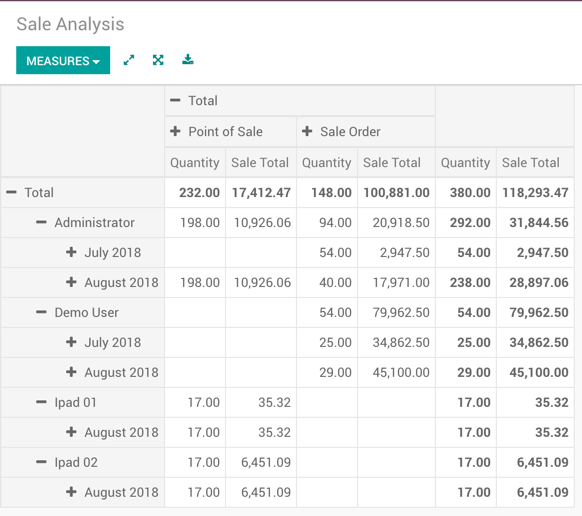 Sale Analysis
MEASURES
Total
Point of Sale Sale Order
Quantity Sale Total Quantity Sale Total Quantity Sale Total
Total 232.00 17,412.47 148.00 100,881.00 380.00 118,293.47
Administrator 198.00 10,926.06 94.00 20,918.50 292.00 31,844.56
July 2018 54.00 2,947.50 54.00 2,947.50
August 2018 198.00 10,926.06 40.00 17,971.00 238.00 28,897.06
Demo User 54.00 79,962.50 54.00 79,962.50
July 2018 25.00 34,862.50 25.00 34,862.50
August 2018 29.00 45,100.00 29.00 45,100.00
Ipad 01 17.00 35.32 17.00 35.32
August 2018 17.00 35.32 17.00 35.32
Ipad 02 17.00 6,451.09 17.00 6,451.09
August 2018 17.00 6,451.09 17.00 6,451.09